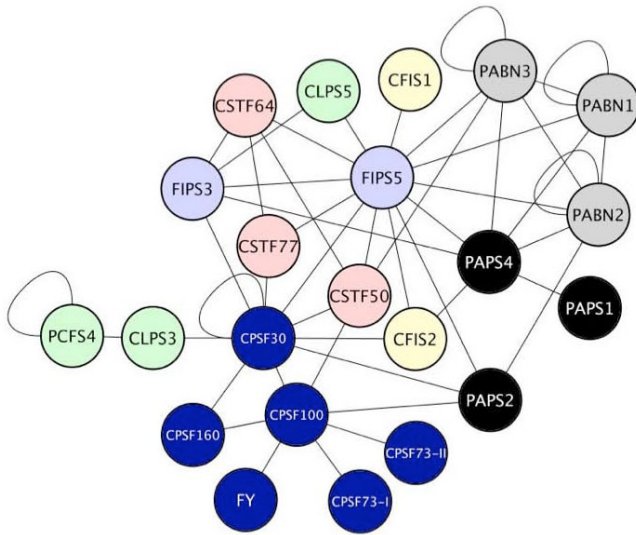 PABN3
CFIS1
CLPS5
PABN1
CSTF64
FIPS5
FIPS3
PABN2
CSTF77
PAPS4
CSTF50
PAPS1
PCFS4
CLPS3
CPSF30
CFIS2
PAPS2
CPSF100
CPSF160
CPSF73-II
FY
CPSF73-I